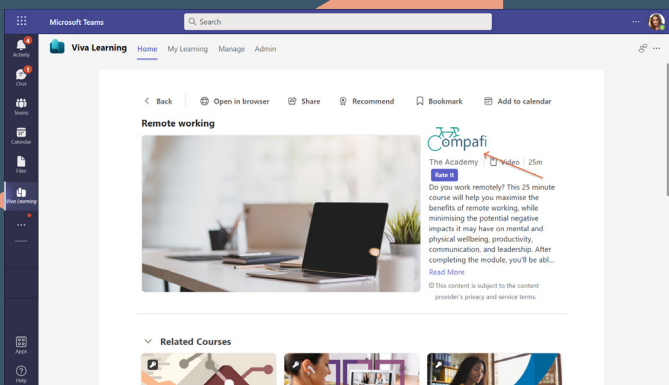 Microsoft Teams
Search
4
Activity
Viva Learning
Home
My Learning
Manage
Admin
1
Chat
Teams
Calendar
Files
Viva Learning
Apps
Help
Back
Open in browser
Share
Recommend
Bookmark
Add to calendar
Remote working
Compafi
The Academy
Video
25m
Rate It
Do you work remotely? This 25 minute
course will help you maximise the
benefits of remote working, while
minimising the potential negative
impacts it may have on mental and
physical wellbeing, productivity,
communication, and leadership. After
completing the module, you'll be abl...
Read More
This content is subject to the content
provider's privacy and service terms.
Related Courses